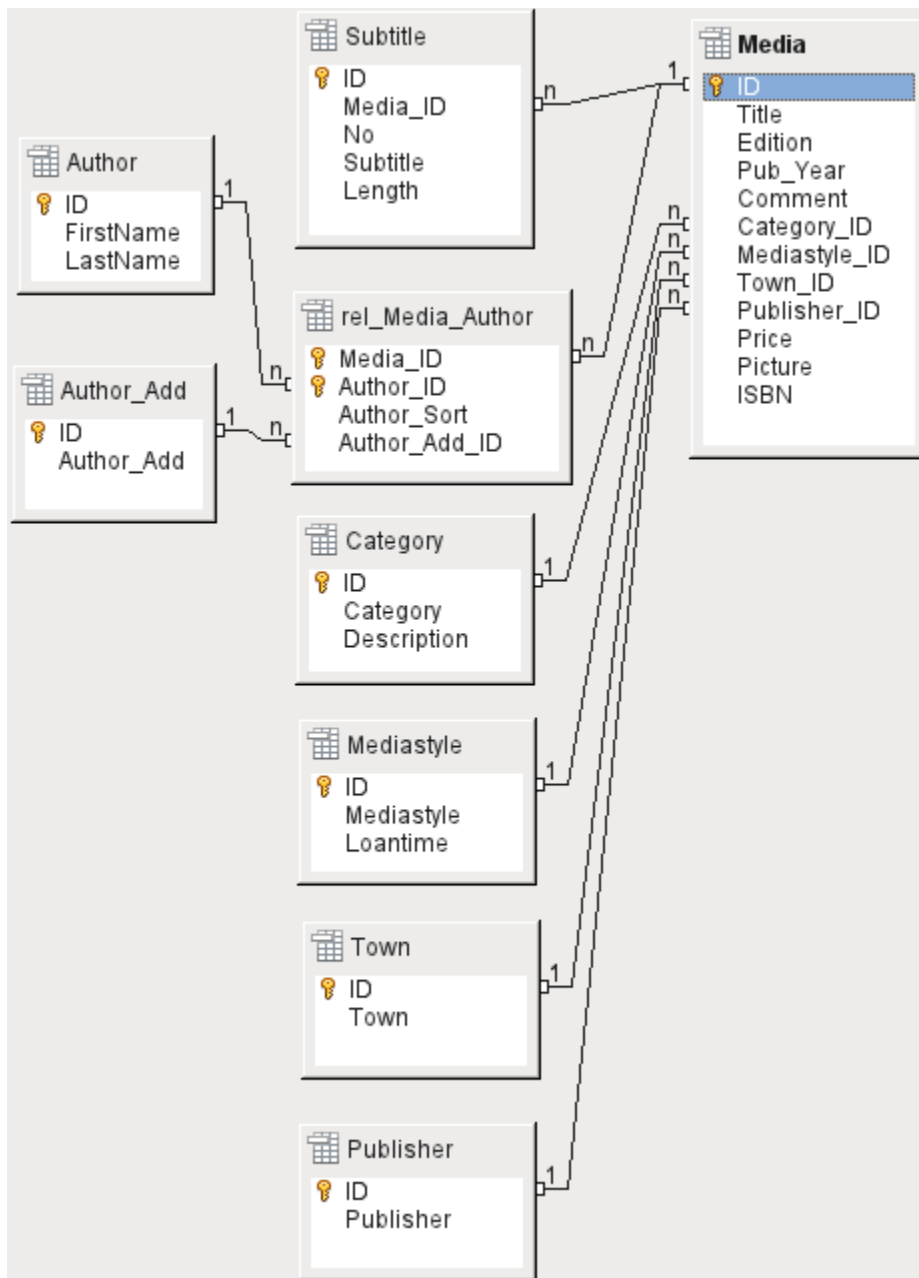 Subtitle
ID
Media_ID
No
Subtitle
Length
Media
ID
Title
Edition
Pub_Year
Comment
Category_ID
Mediastyle_ID
Town_ID
Publisher_ID
Price
Picture
ISBN
Author
ID
FirstName
LastName
rel_Media_Author
Media_ID
Author_ID
Author_Sort
Author_Add_ID
Author_Add
ID
Author_Add
Category
ID
Category
Description
Mediastyle
ID
Mediastyle
Loantime
Town
ID
Town
Publisher
ID
Publisher
1
n
1
n
n
n
n
n
n
1
n
1
1
1
1